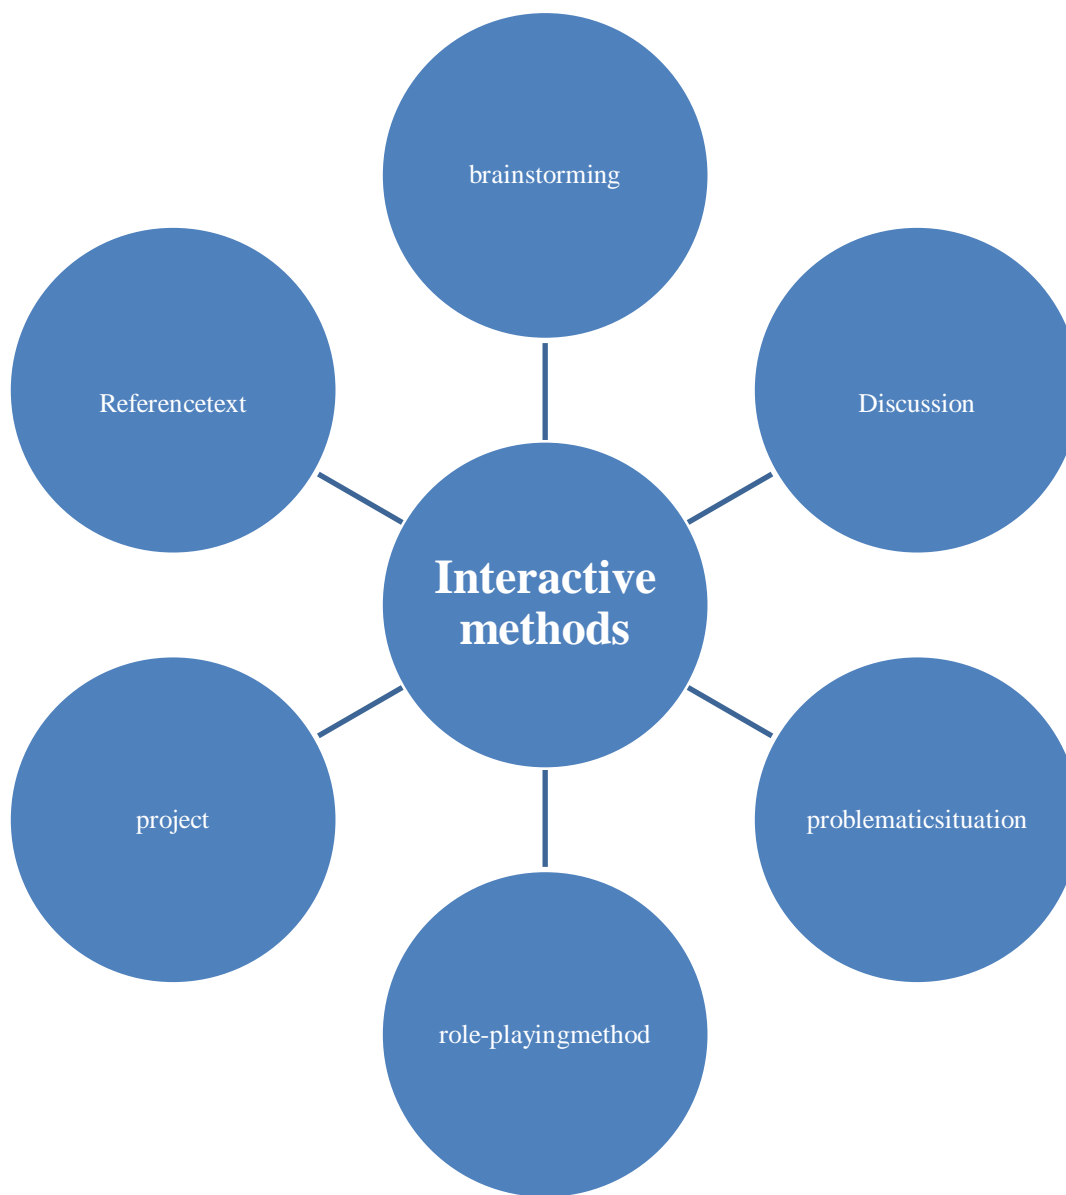 brainstorming
Referencetext
Discussion
Interactive
methods
project
problematicsituation
role-playingmethod